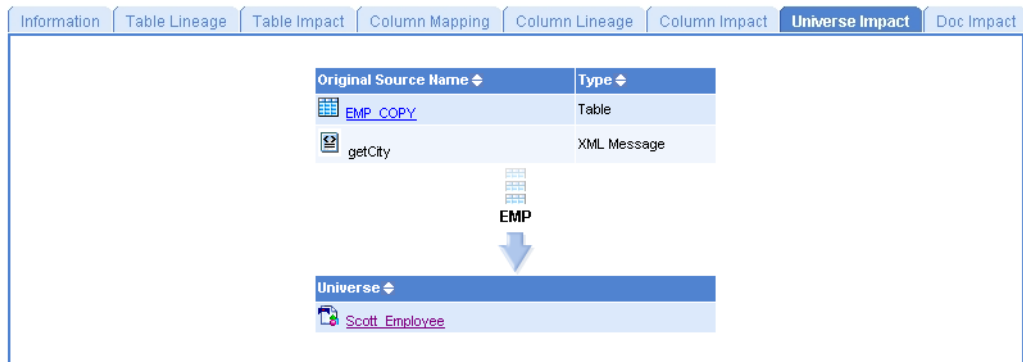 Information Table Lineage Table Impact Column Mapping Column Lineage Column Impact Universe Impact Doc Impact
Original Source Name Type
EMP_COPY Table
getCity XML Message
EMP
Universe
Scott_Employee